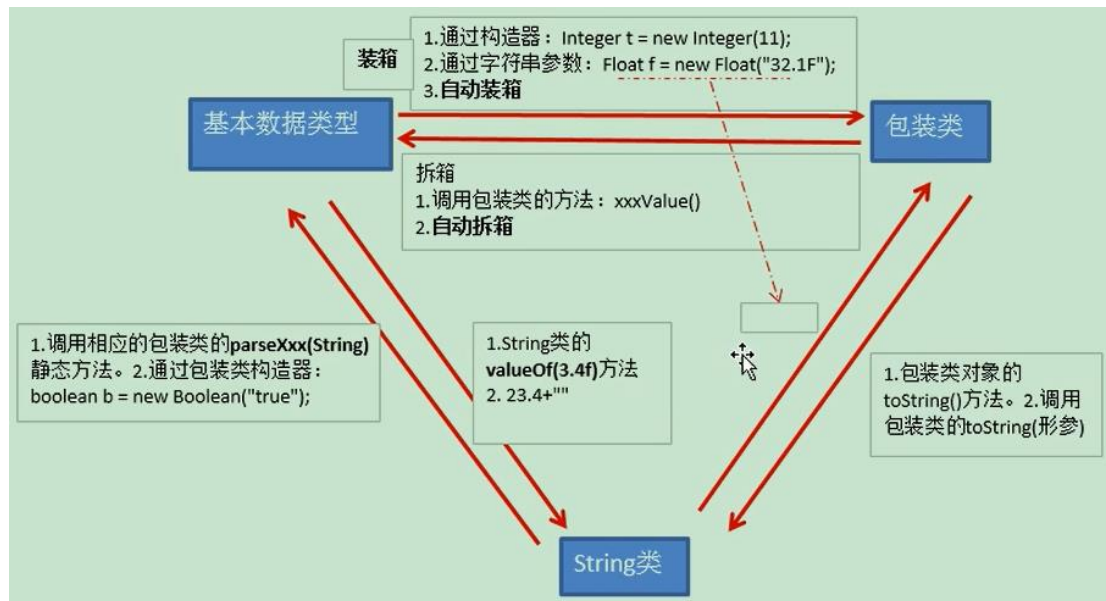 装箱
1.通过构造器：Integer t = new Integer(11);
2.通过字符串参数：Float f = new Float("32.1F");
3.自动装箱
基本数据类型
包装类
拆箱
1.调用包装类的方法：xxxValue()
2.自动拆箱
1.调用相应的包装类的parseXxx(String)
静态方法。2.通过包装类构造器：
boolean b = new Boolean("true");
1.String类的
valueOf(3.4f)方法
2. 23.4+""
1.包装类对象的
toString()方法。2.调用
包装类的toString(形参)
String类